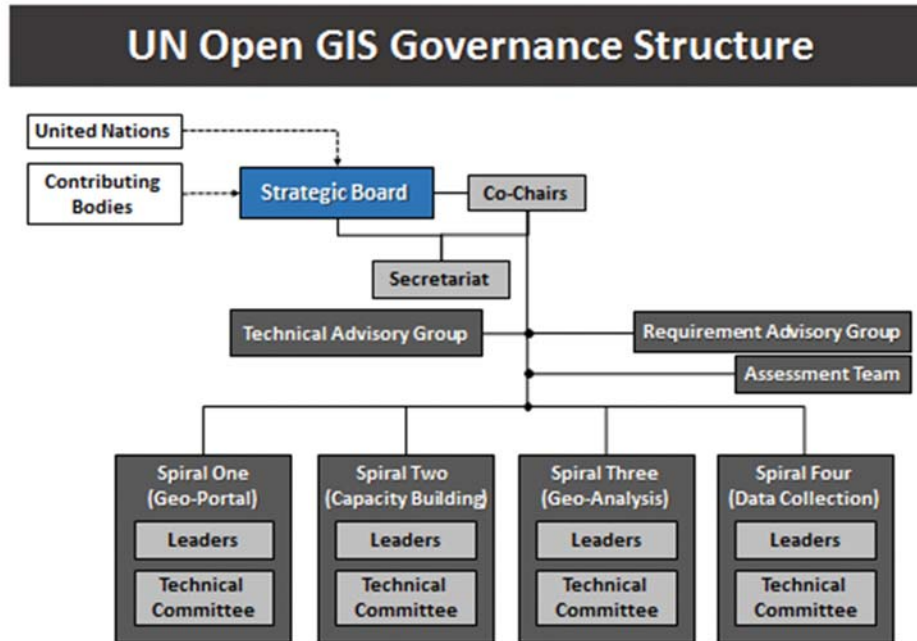 UN Open GIS Governance Structure
United Nations
Contributing
Bodies
Strategic Board
Co-Chairs
Secretariat
Technical Advisory Group
Requirement Advisory Group
Assessment Team
Spiral One
(Geo-Portal)
Leaders
Technical
Committee
Spiral Two
(Capacity Building)
Leaders
Technical
Committee
Spiral Three
(Geo-Analysis)
Leaders
Technical
Committee
Spiral Four
(Data Collection)
Leaders
Technical
Committee